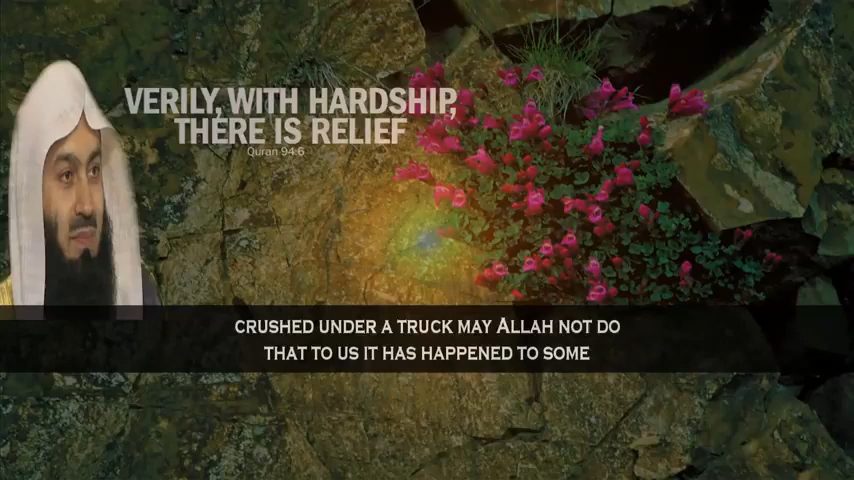 VERILY, WITH HARDSHIP,
THERE IS RELIEF
Quran 94:6
CRUSHED UNDER A TRUCK MAY ALLAH NOT DO
THAT TO US IT HAS HAPPENED TO SOME